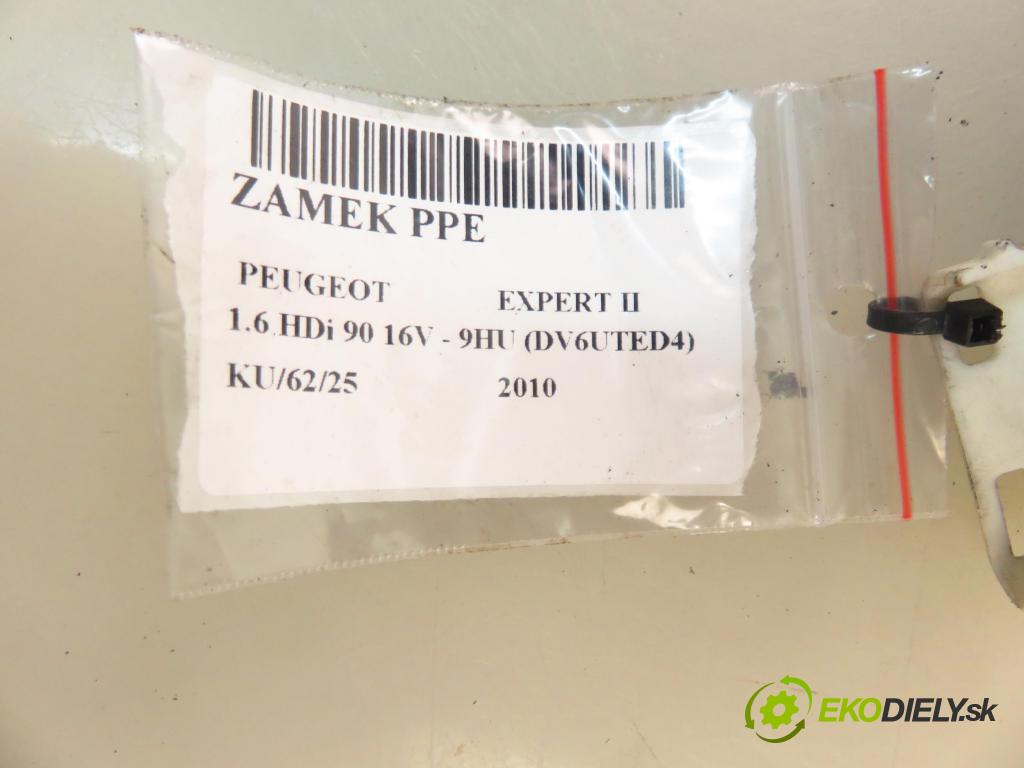 ZAMEK PPE
PEUGEOT EXPERT II
1.6 HDi 90 16V - 9HU (DV6UTED4)
KU/62/25 2010
EKODIELY.sk